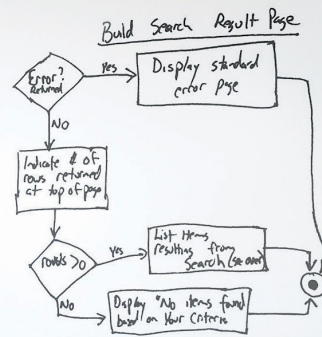 Build Search Result Page
Error?
Returned
Yes
Display standard
error page
NO
Indicate # of
rows returned
at top of page
rows >0
Yes
List Items
resulting from
Search (se over
No
Display "No items found
based on Your Criteria